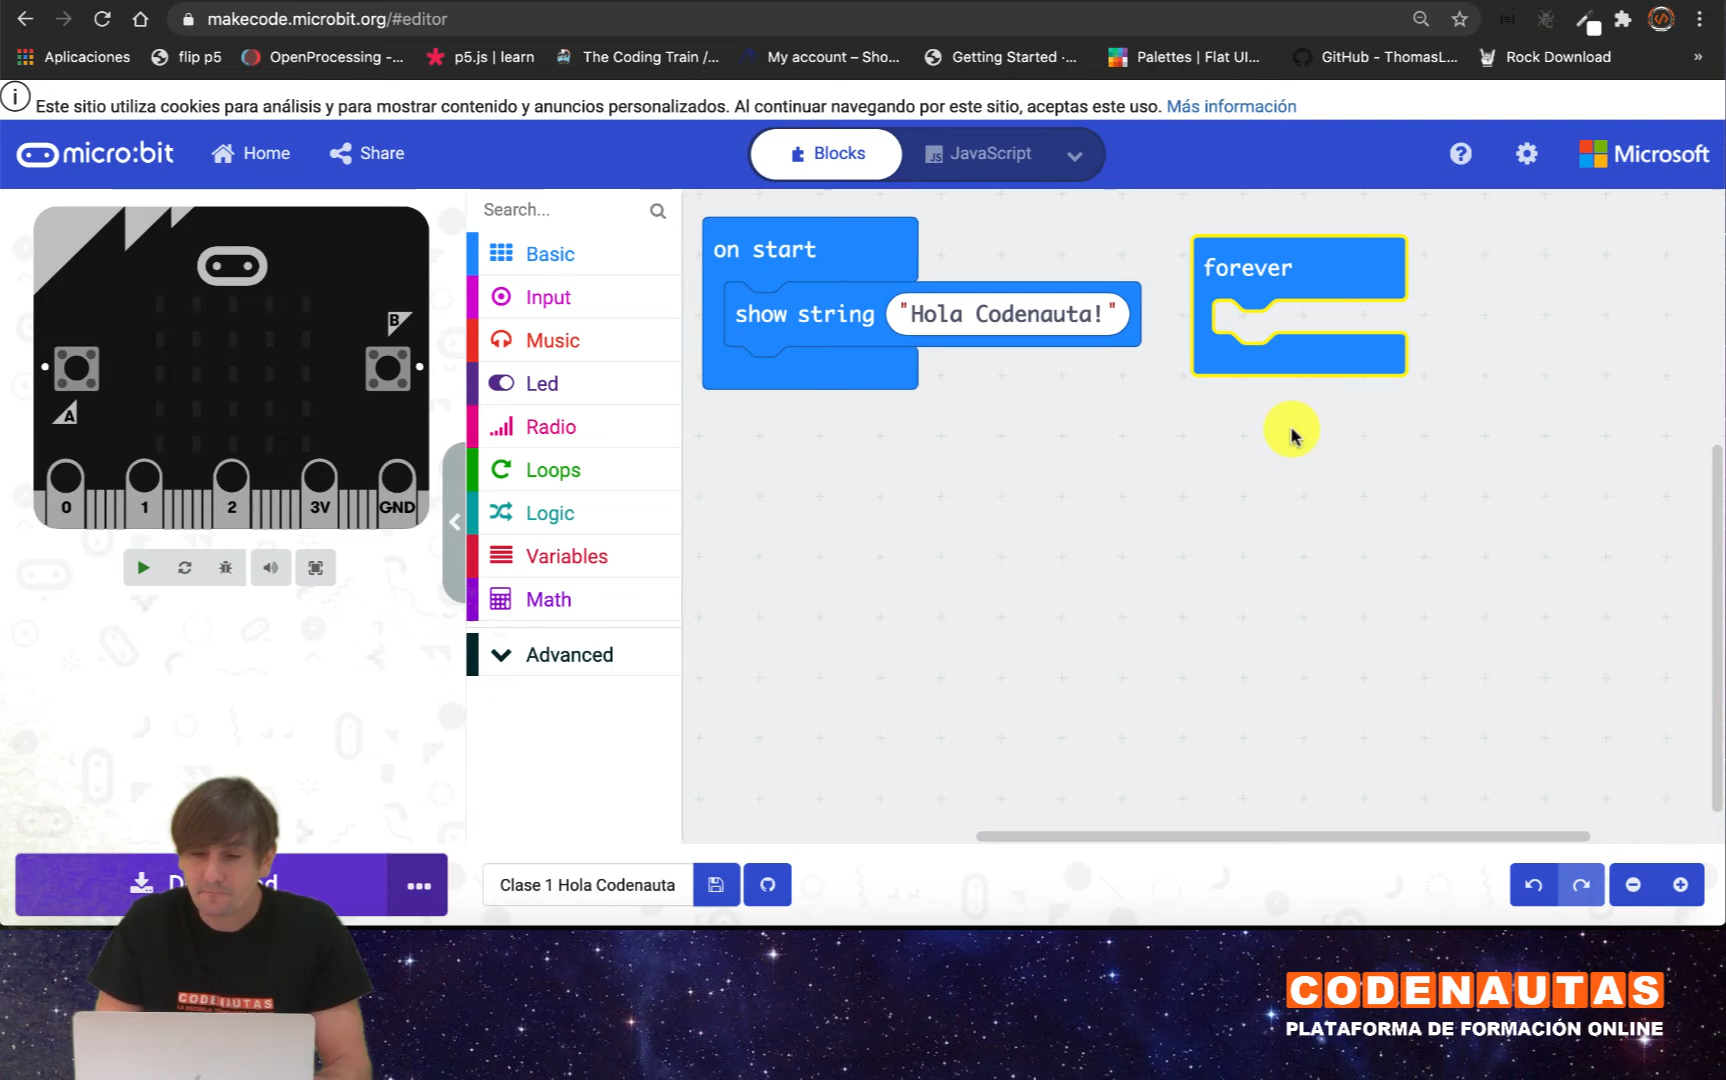 makecode.microbit.org/#editor
Aplicaciones
flip p5
OpenProcessing -...
p5.js | learn
The Coding Train /...
My account – Sho...
Getting Started ·...
Palettes | Flat UI...
GitHub - ThomasL...
Rock Download
»
Este sitio utiliza cookies para análisis y para mostrar contenido y anuncios personalizados. Al continuar navegando por este sitio, aceptas este uso. Más información
micro:bit
Home
Share
Blocks
JS JavaScript
Microsoft
Search...
Basic
Input
Music
Led
Radio
Loops
Logic
Variables
Math
Advanced
on start
show string "Hola Codenauta!"
forever
B
A
0 1 2 3V GND
Clase 1 Hola Codenauta
CODENAUTAS
CODENAUTAS
PLATAFORMA DE FORMACIÓN ONLINE